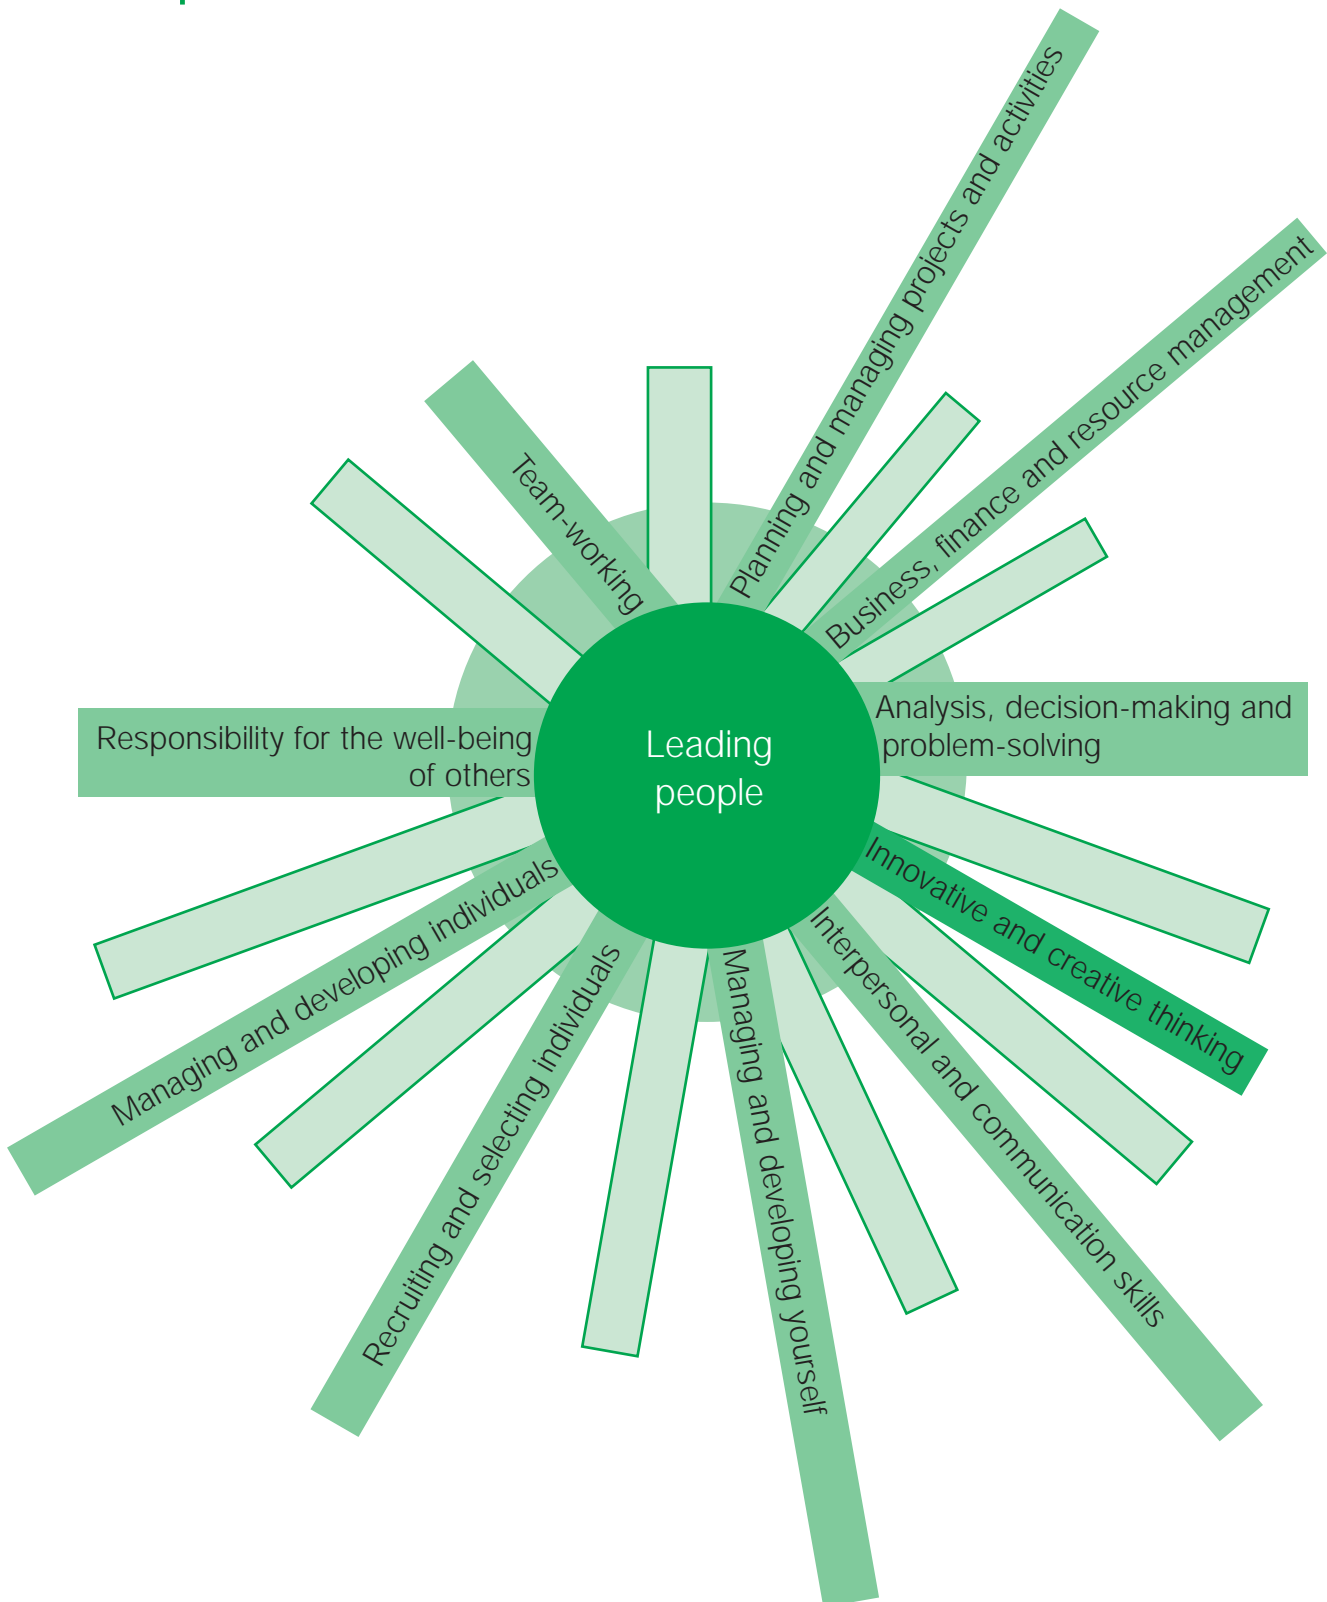 Planning and managing projects and activities
Business, finance and resource management
Team-working
Analysis, decision-making and
problem-solving
Responsibility for the well-being
of others
Leading
people
Innovative and creative thinking
Interpersonal and communication skills
Managing and developing yourself
Recruiting and selecting individuals
Managing and developing individuals